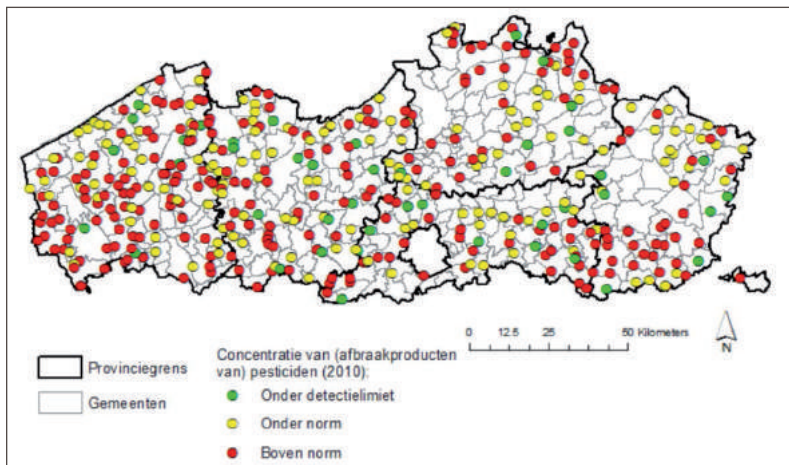 0 12.5 25 50 Kilometers
N
Provinciegrens
Gemeenten
Concentratie van (afbraakproducten
van) pesticiden (2010):
Onder detectielimiet
Onder norm
Boven norm